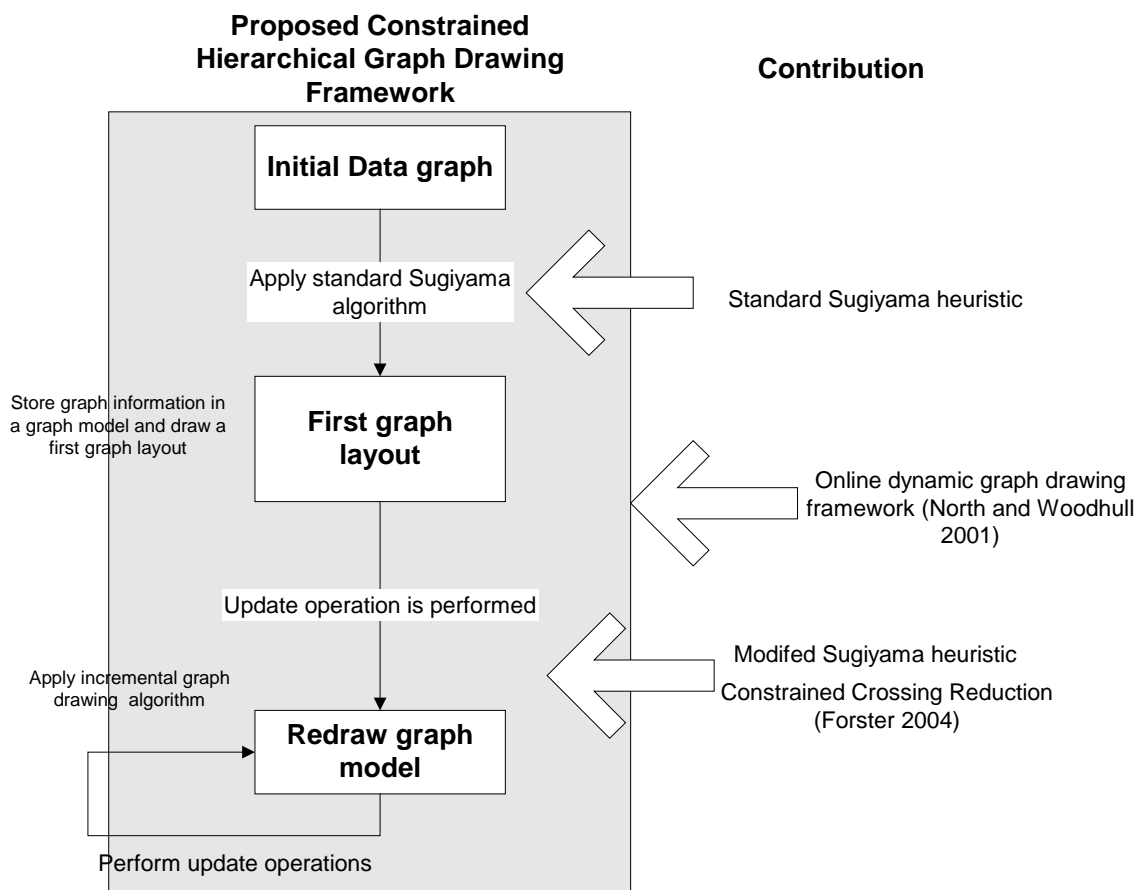 Proposed Constrained
Hierarchical Graph Drawing
Framework
Contribution
Initial Data graph
Apply standard Sugiyama
algorithm
Standard Sugiyama heuristic
Store graph information in
a graph model and draw a
first graph layout
First graph
layout
Online dynamic graph drawing
framework (North and Woodhull
2001)
Update operation is performed
Modifed Sugiyama heuristic
Constrained Crossing Reduction
(Forster 2004)
Apply incremental graph
drawing algorithm
Redraw graph
model
Perform update operations